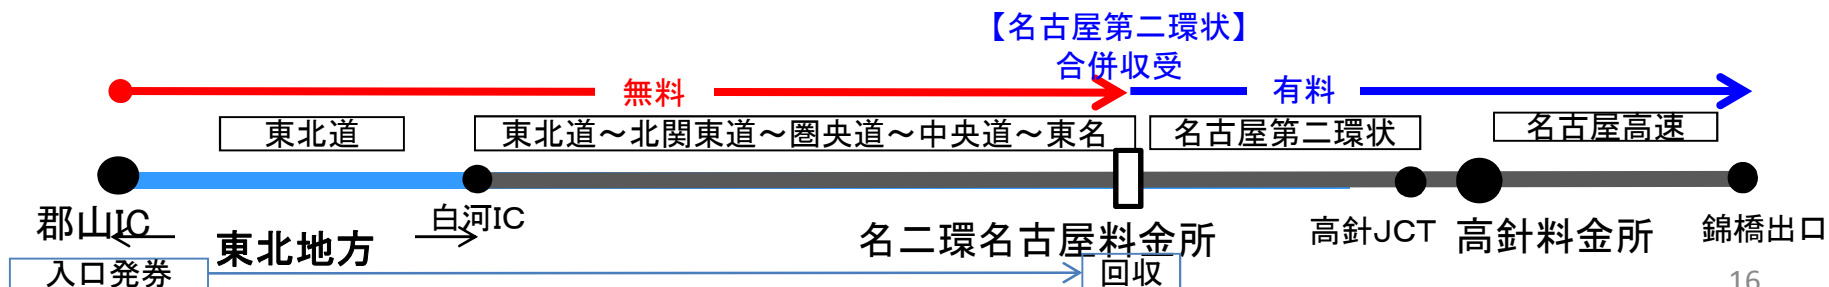 【名古屋第二環状】
合併収受
無料
有料
東北道
東北道～北関東道～圏央道～中央道～東名
名古屋第二環状
名古屋高速
郡山IC
白河IC
東北地方
名二環名古屋料金所
高針JCT
高針料金所
錦橋出口
入口発券
回収
16